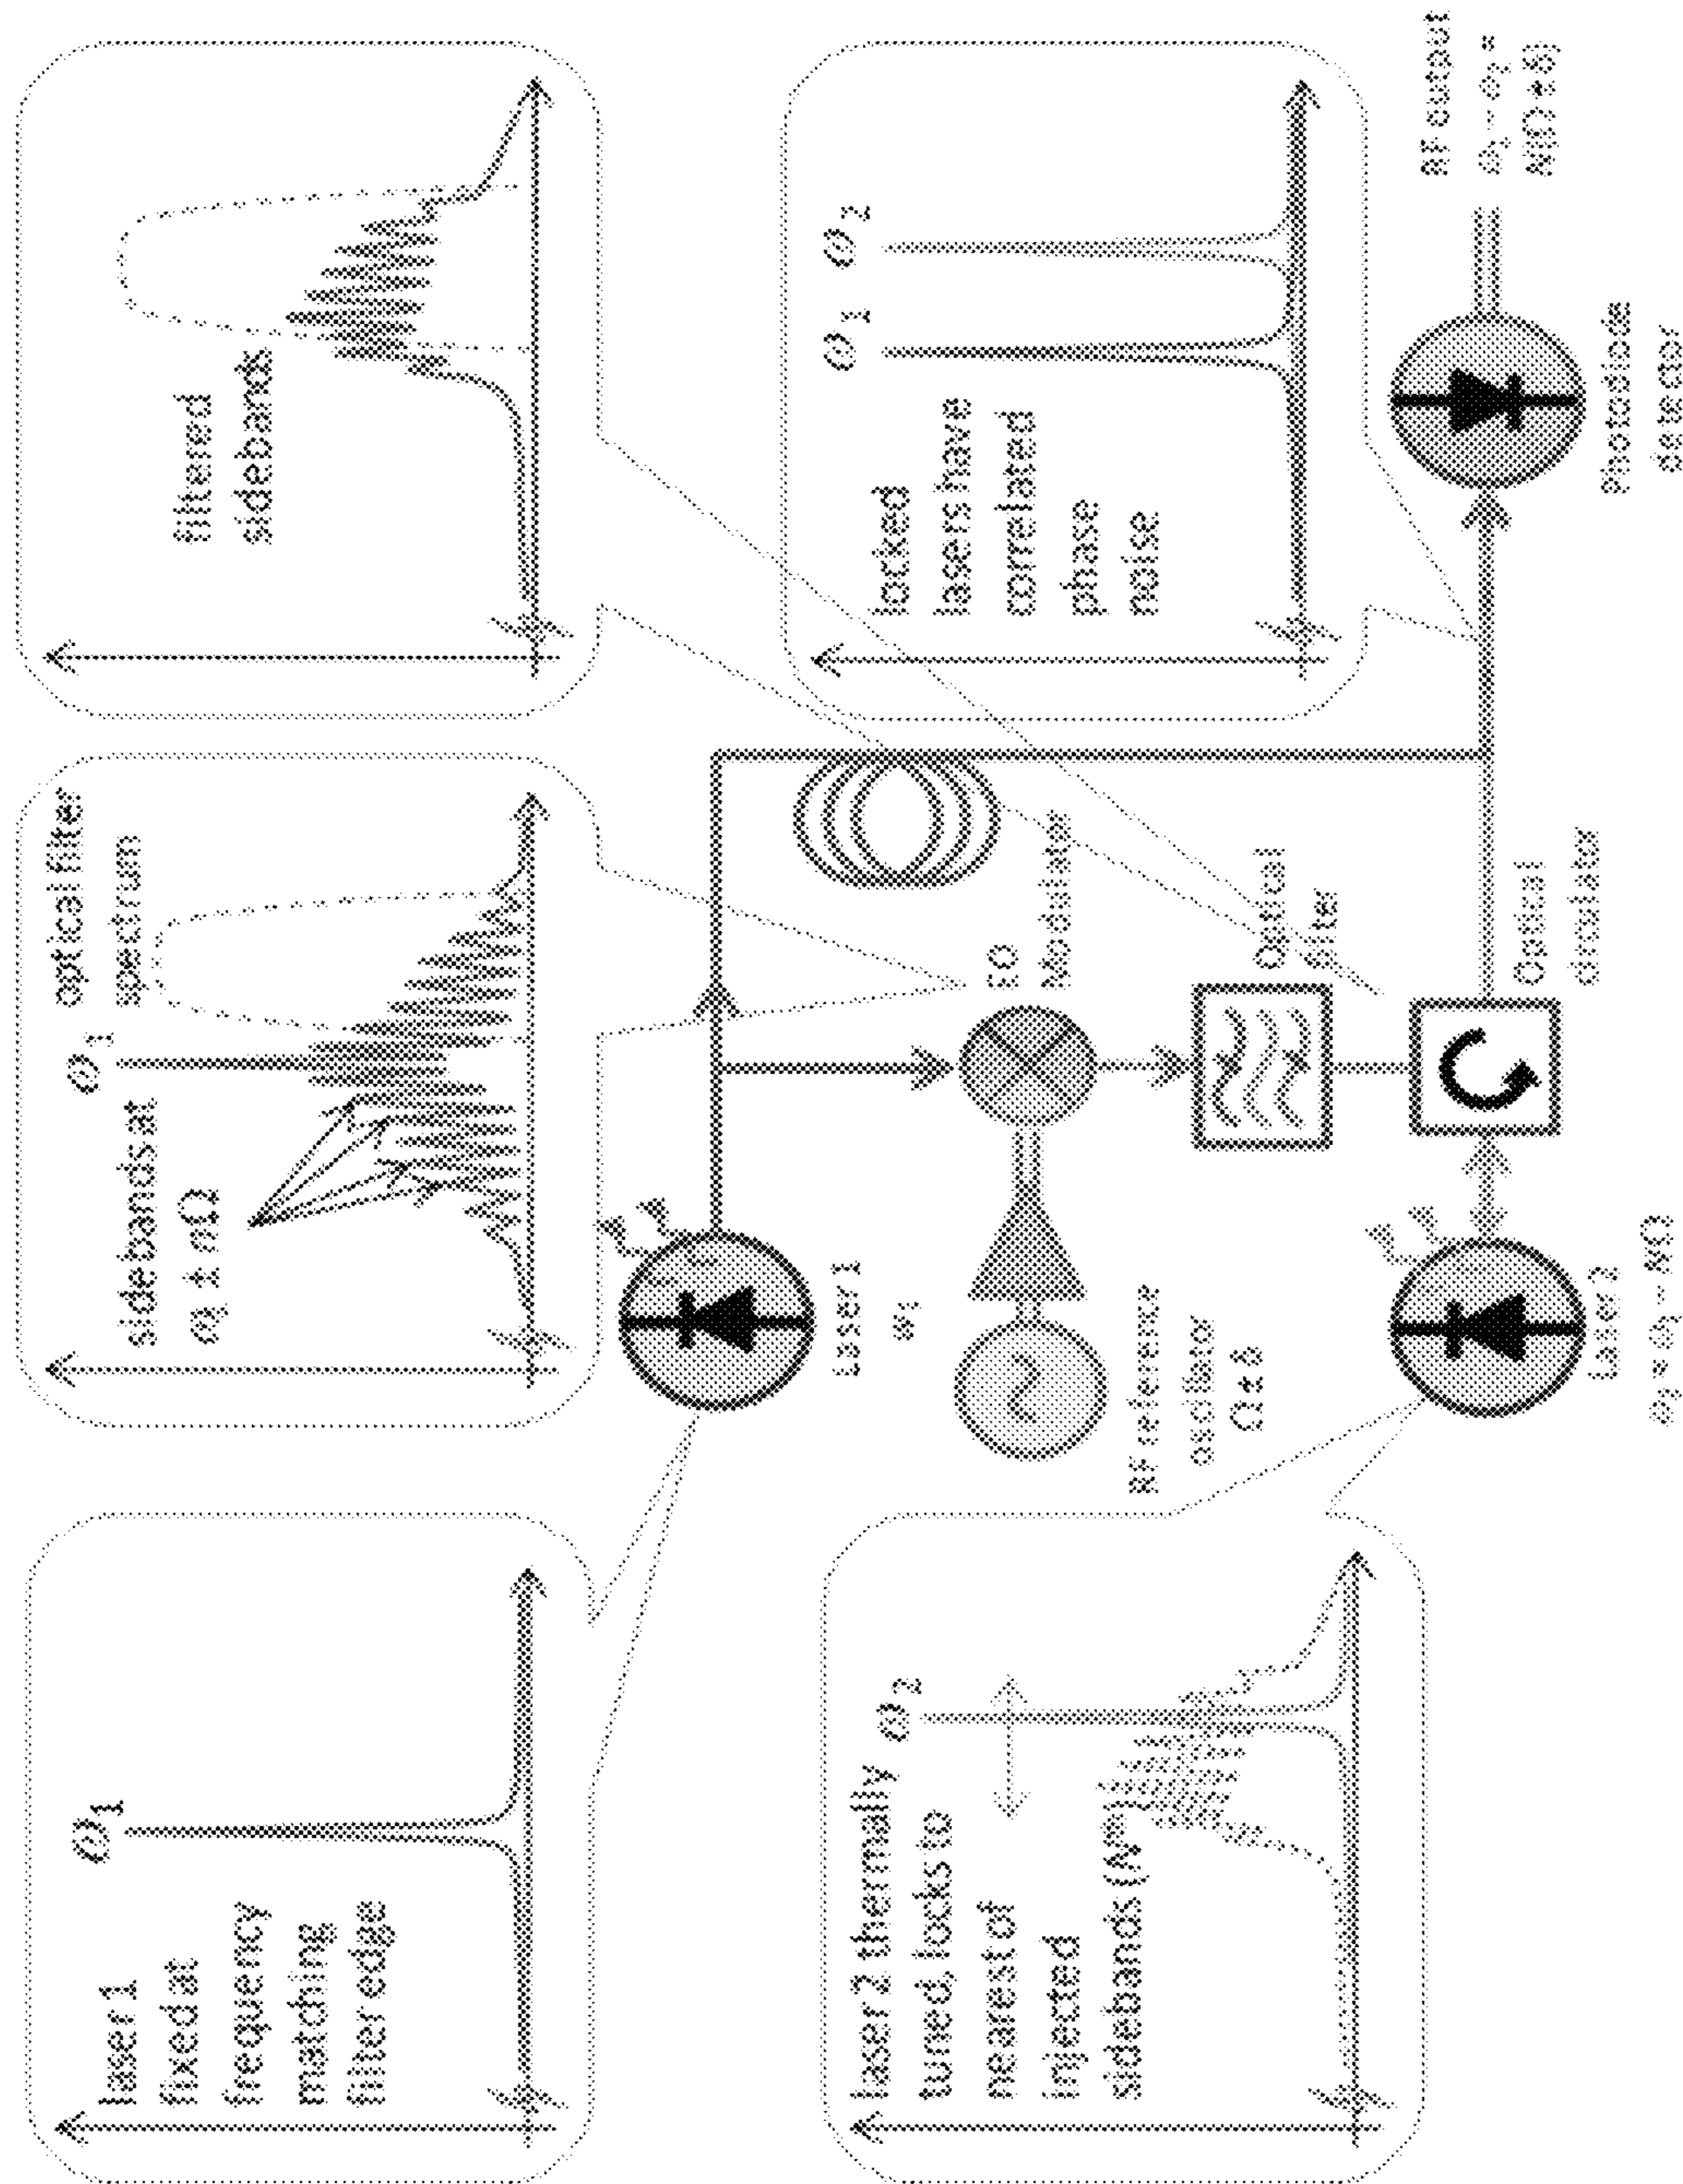 laser 1
fixed at
frequency
matching
filter edge
ω1
sidebands at
ω1 ± nΩ
ω1
optical filter
spectrum
filtered
sidebands
Laser 1
ω1
RF reference
oscillator
Ω ± δ
EO
Modulator
Optical
filter
laser 2 thermally
tuned, locks to
nearest of
injected
sidebands (Nth)
ω2
locked
lasers have
correlated
phase
noise
ω1
ω2
Laser 2
ω2 = ω1 − NΩ
Optical
circulator
Photodiode
detector
RF output
ω1 − ω2 =
N(Ω ± δ)